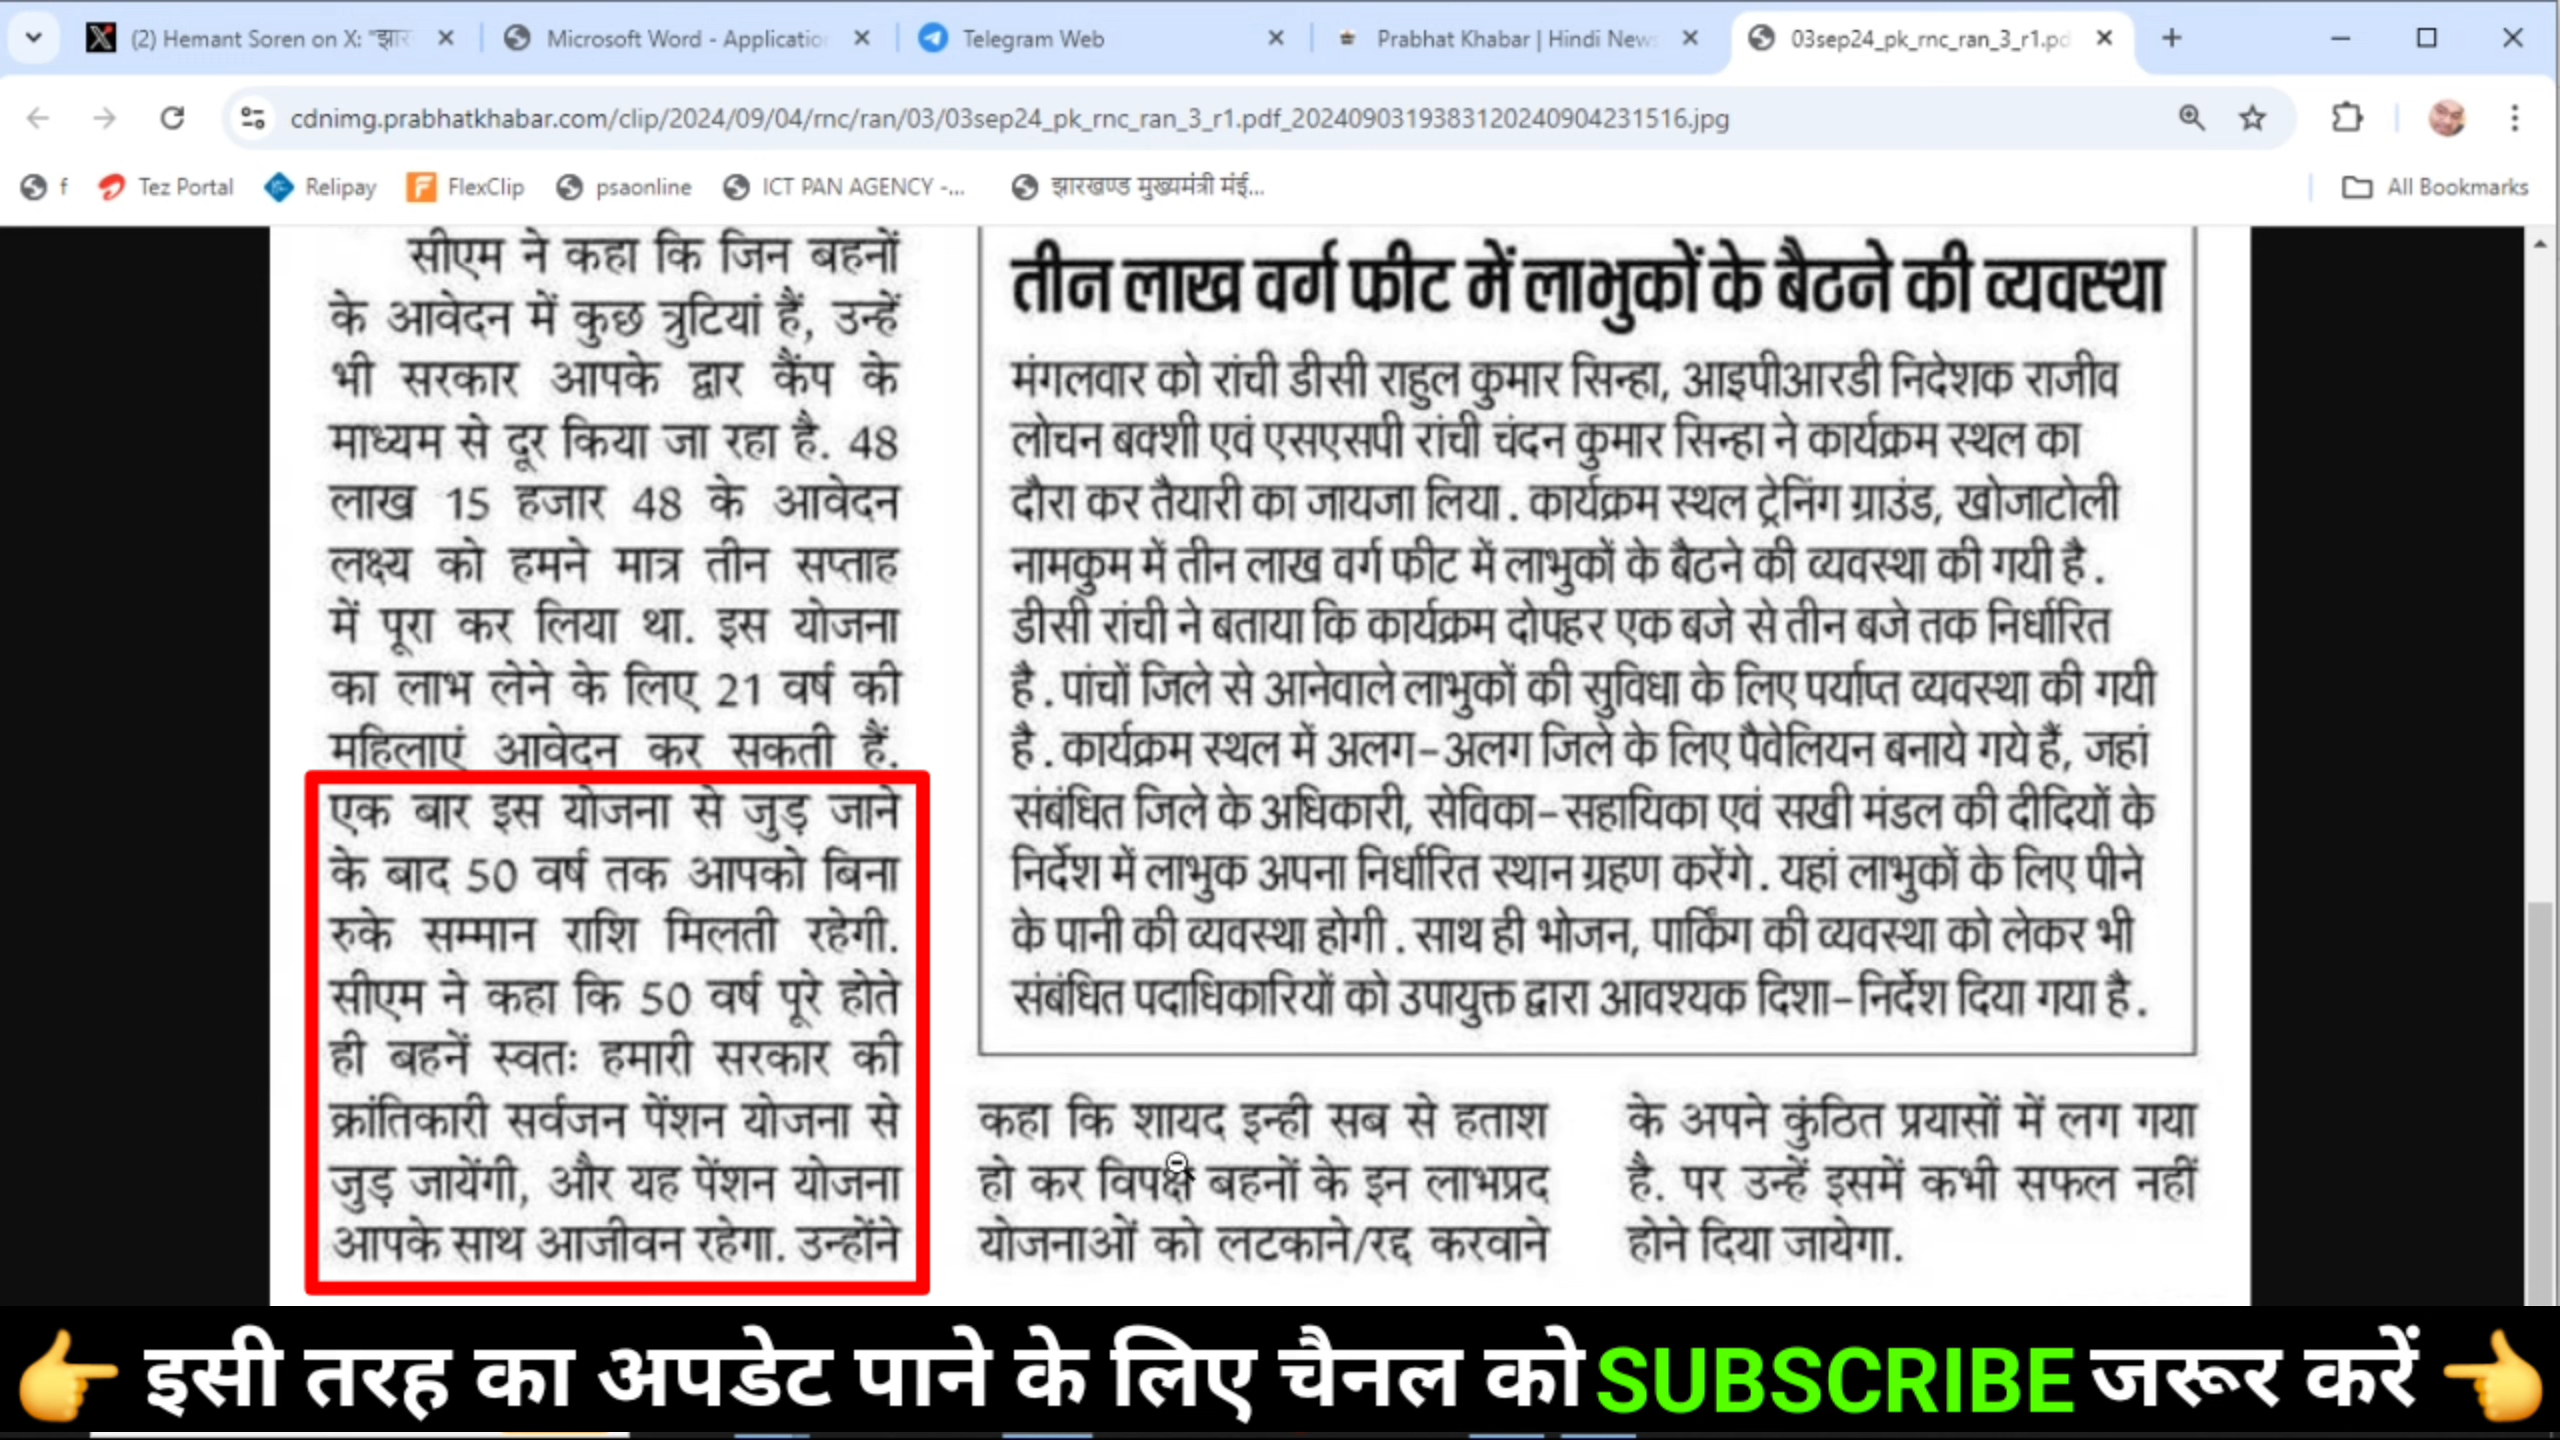 (2) Hemant Soren on X: "झार
Microsoft Word - Application
Telegram Web
Prabhat Khabar | Hindi News
03sep24_pk_rnc_ran_3_r1.pd
cdnimg.prabhatkhabar.com/clip/2024/09/04/rnc/ran/03/03sep24_pk_rnc_ran_3_r1.pdf_2024090319383120240904231516.jpg
f
Tez Portal
Relipay
FlexClip
psaonline
ICT PAN AGENCY -...
झारखण्ड मुख्यमंत्री मंई...
All Bookmarks
सीएम ने कहा कि जिन बहनों
के आवेदन में कुछ त्रुटियां हैं, उन्हें
भी सरकार आपके द्वार कैंप के
माध्यम से दूर किया जा रहा है. 48
लाख 15 हजार 48 के आवेदन
लक्ष्य को हमने मात्र तीन सप्ताह
में पूरा कर लिया था. इस योजना
का लाभ लेने के लिए 21 वर्ष की
महिलाएं आवेदन कर सकती हैं.
एक बार इस योजना से जुड़ जाने
के बाद 50 वर्ष तक आपको बिना
रुके सम्मान राशि मिलती रहेगी.
सीएम ने कहा कि 50 वर्ष पूरे होते
ही बहनें स्वतः हमारी सरकार की
क्रांतिकारी सर्वजन पेंशन योजना से
जुड़ जायेंगी, और यह पेंशन योजना
आपके साथ आजीवन रहेगा. उन्होंने
तीन लाख वर्ग फीट में लाभुकों के बैठने की व्यवस्था
मंगलवार को रांची डीसी राहुल कुमार सिन्हा, आइपीआरडी निदेशक राजीव
लोचन बक्शी एवं एसएसपी रांची चंदन कुमार सिन्हा ने कार्यक्रम स्थल का
दौरा कर तैयारी का जायजा लिया. कार्यक्रम स्थल ट्रेनिंग ग्राउंड, खोजाटोली
नामकुम में तीन लाख वर्ग फीट में लाभुकों के बैठने की व्यवस्था की गयी है.
डीसी रांची ने बताया कि कार्यक्रम दोपहर एक बजे से तीन बजे तक निर्धारित
है. पांचों जिले से आनेवाले लाभुकों की सुविधा के लिए पर्याप्त व्यवस्था की गयी
है. कार्यक्रम स्थल में अलग-अलग जिले के लिए पैवेलियन बनाये गये हैं, जहां
संबंधित जिले के अधिकारी, सेविका-सहायिका एवं सखी मंडल की दीदियों के
निर्देश में लाभुक अपना निर्धारित स्थान ग्रहण करेंगे. यहां लाभुकों के लिए पीने
के पानी की व्यवस्था होगी. साथ ही भोजन, पार्किंग की व्यवस्था को लेकर भी
संबंधित पदाधिकारियों को उपायुक्त द्वारा आवश्यक दिशा-निर्देश दिया गया है.
कहा कि शायद इन्ही सब से हताश
हो कर विपक्ष बहनों के इन लाभप्रद
योजनाओं को लटकाने/रद्द करवाने
के अपने कुंठित प्रयासों में लग गया
है. पर उन्हें इसमें कभी सफल नहीं
होने दिया जायेगा.
इसी तरह का अपडेट पाने के लिए चैनल को SUBSCRIBE जरूर करें